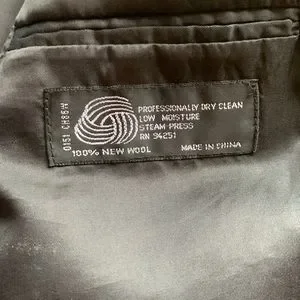 PROFESSIONALLY DRY CLEAN
LOW MOISTURE
STEAM PRESS
RN 94251
100% NEW WOOL
MADE IN CHINA